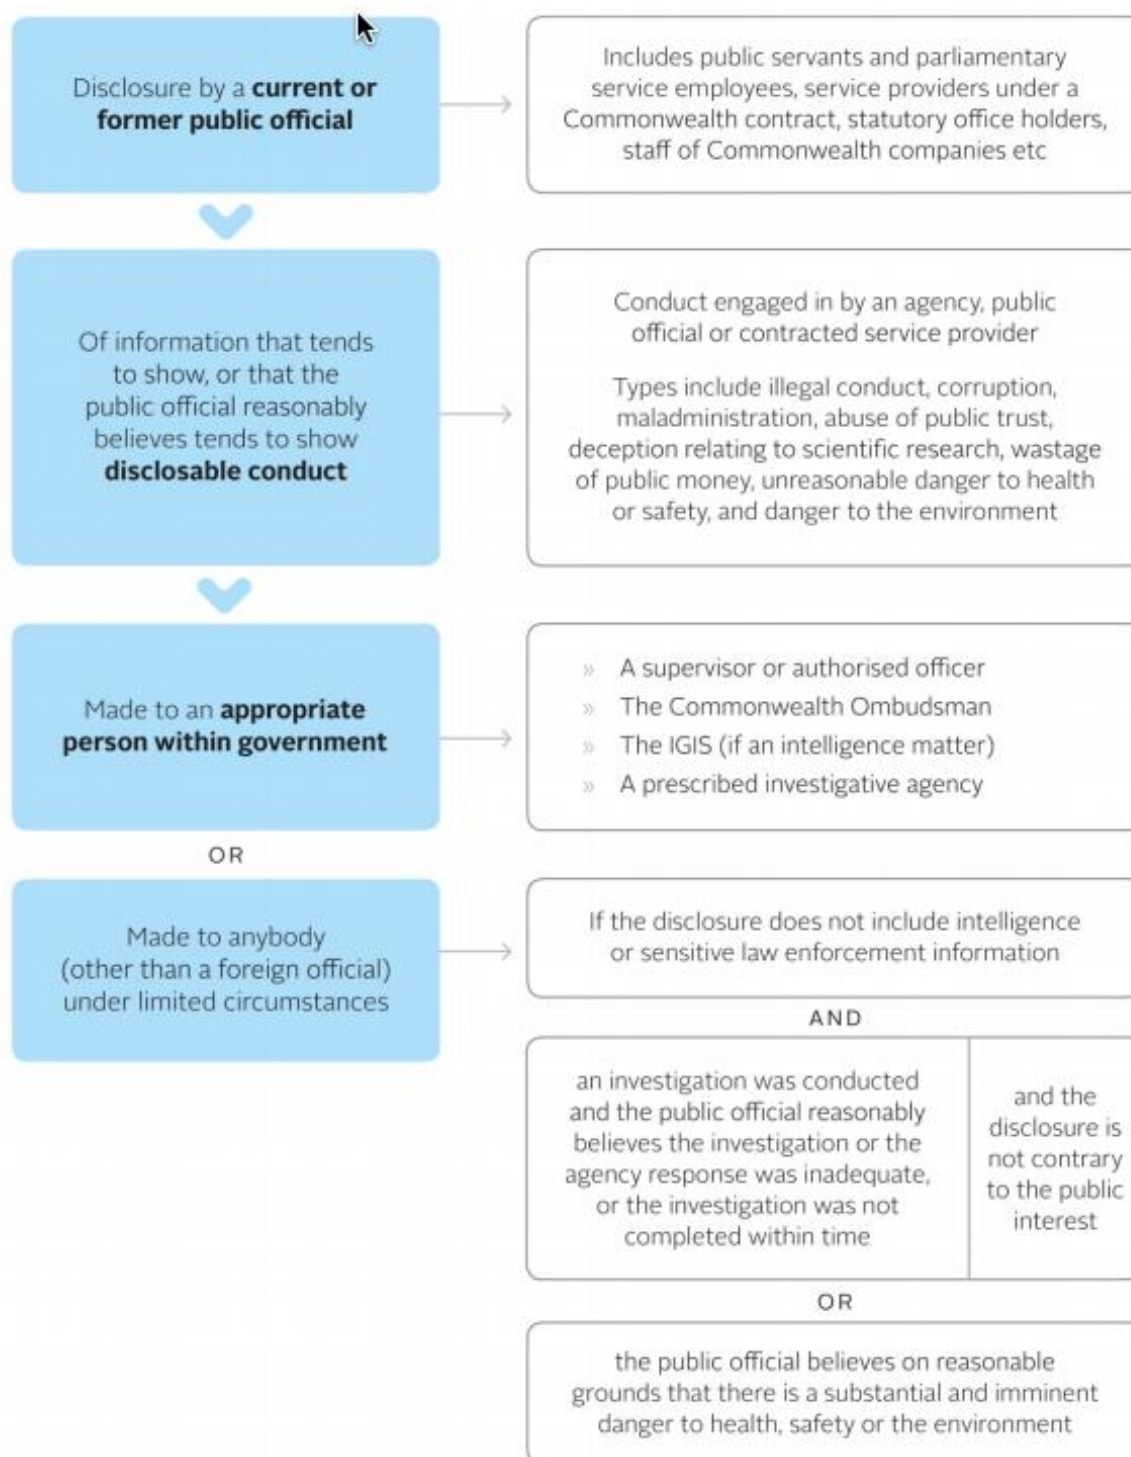 Disclosure by a current or
former public official
Includes public servants and parliamentary
service employees, service providers under a
Commonwealth contract, statutory office holders,
staff of Commonwealth companies etc
Of information that tends
to show, or that the
public official reasonably
believes tends to show
disclosable conduct
Conduct engaged in by an agency, public
official or contracted service provider
Types include illegal conduct, corruption,
maladministration, abuse of public trust,
deception relating to scientific research, wastage
of public money, unreasonable danger to health
or safety, and danger to the environment
Made to an appropriate
person within government
» A supervisor or authorised officer
» The Commonwealth Ombudsman
» The IGIS (if an intelligence matter)
» A prescribed investigative agency
OR
Made to anybody
(other than a foreign official)
under limited circumstances
If the disclosure does not include intelligence
or sensitive law enforcement information
AND
an investigation was conducted
and the public official reasonably
believes the investigation or the
agency response was inadequate,
or the investigation was not
completed within time
and the
disclosure is
not contrary
to the public
interest
OR
the public official believes on reasonable
grounds that there is a substantial and imminent
danger to health, safety or the environment